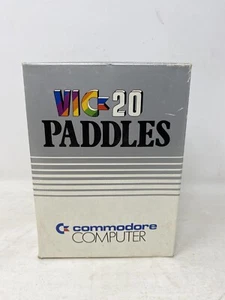 VIC-20
PADDLES
commodore
COMPUTER